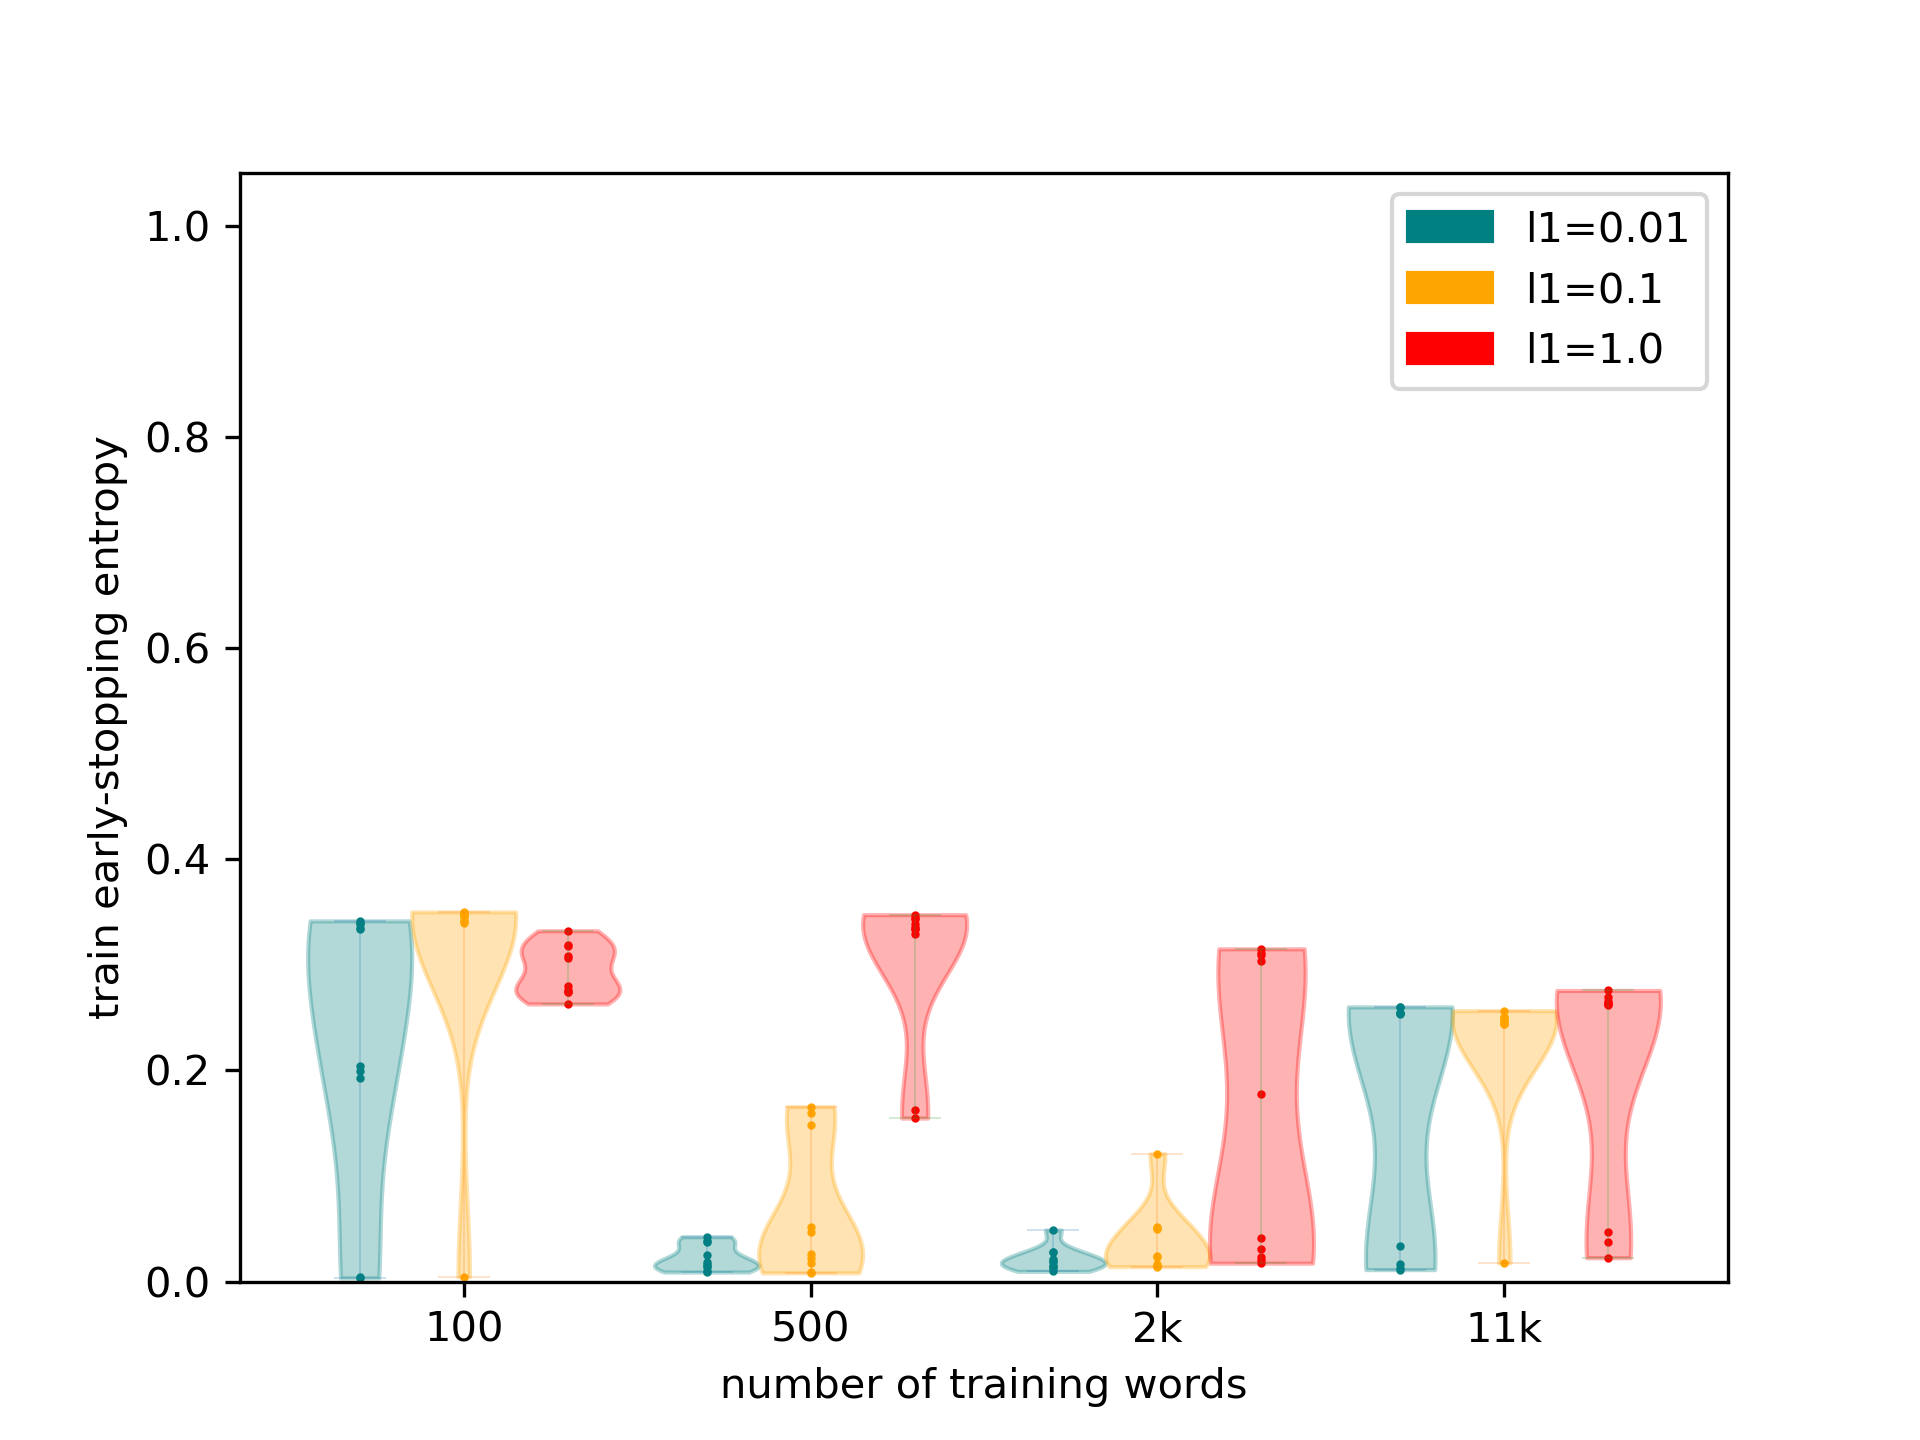 l1=0.01
l1=0.1
l1=1.0
1.0
0.8
0.6
0.4
0.2
0.0
train early-stopping entropy
100 500 2k 11k
number of training words